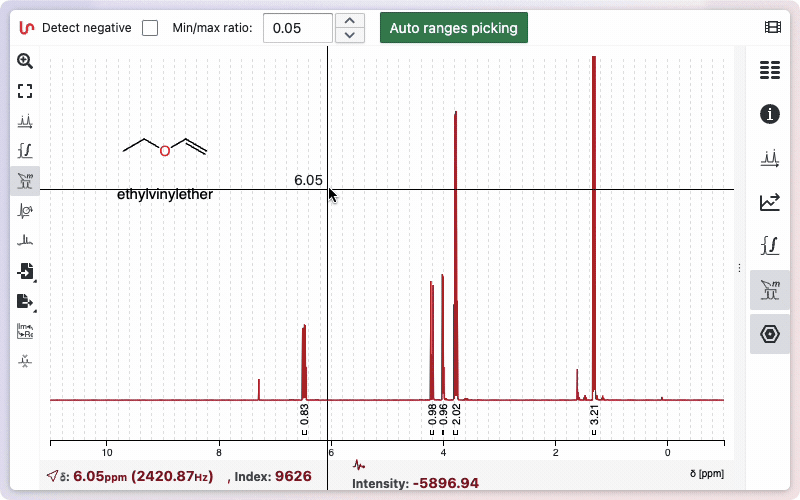 Detect negative
Min/max ratio: 0.05
Auto ranges picking
6.05
O
ethylvinylether
m
m
0.83
0.98
0.96
2.02
3.21
10 8 6 4 2 0
δ [ppm]
δ: 6.05ppm (2420.87Hz) , Index: 9626
Intensity: -5896.94